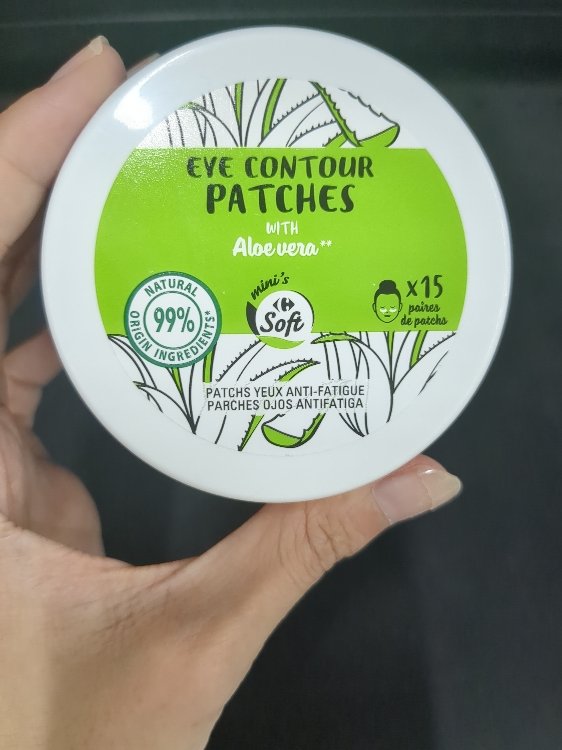 EYE CONTOUR
PATCHES
WITH
Aloe vera**
mini's
Soft
NATURAL
99%
ORIGIN INGREDIENTS*
x15
paires
de patchs
PATCHS YEUX ANTI-FATIGUE
PARCHES OJOS ANTIFATIGA